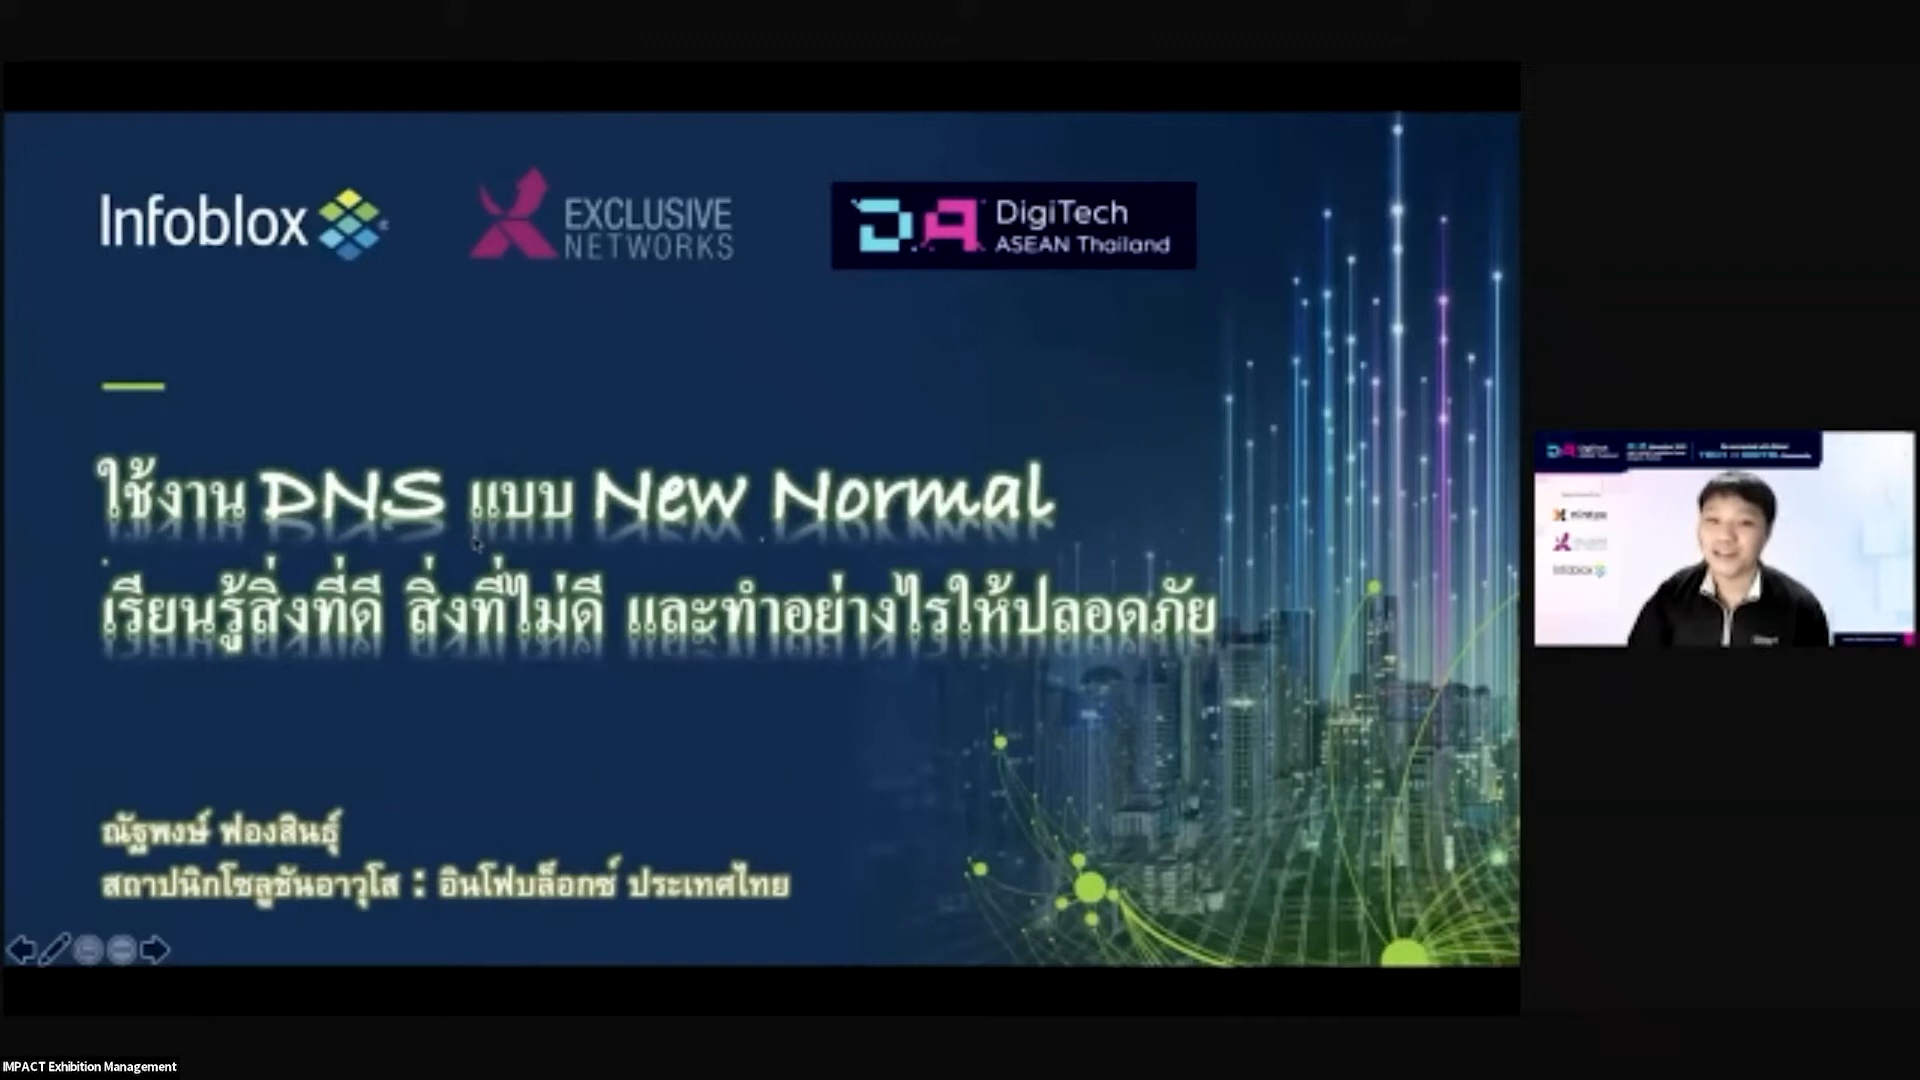 Infoblox
EXCLUSIVE
NETWORKS
DigiTech
ASEAN Thailand
ใช้งาน DNS แบบ New Normal
เรียนรู้สิ่งที่ดี สิ่งที่ไม่ดี และทำอย่างไรให้ปลอดภัย
ณัฐพงษ์ ฟองสินธุ์
สถาปนิกโซลูชันอาวุโส : อินโฟบล็อกซ์ ประเทศไทย
DigiTech
infoblox
IMPACT Exhibition Management